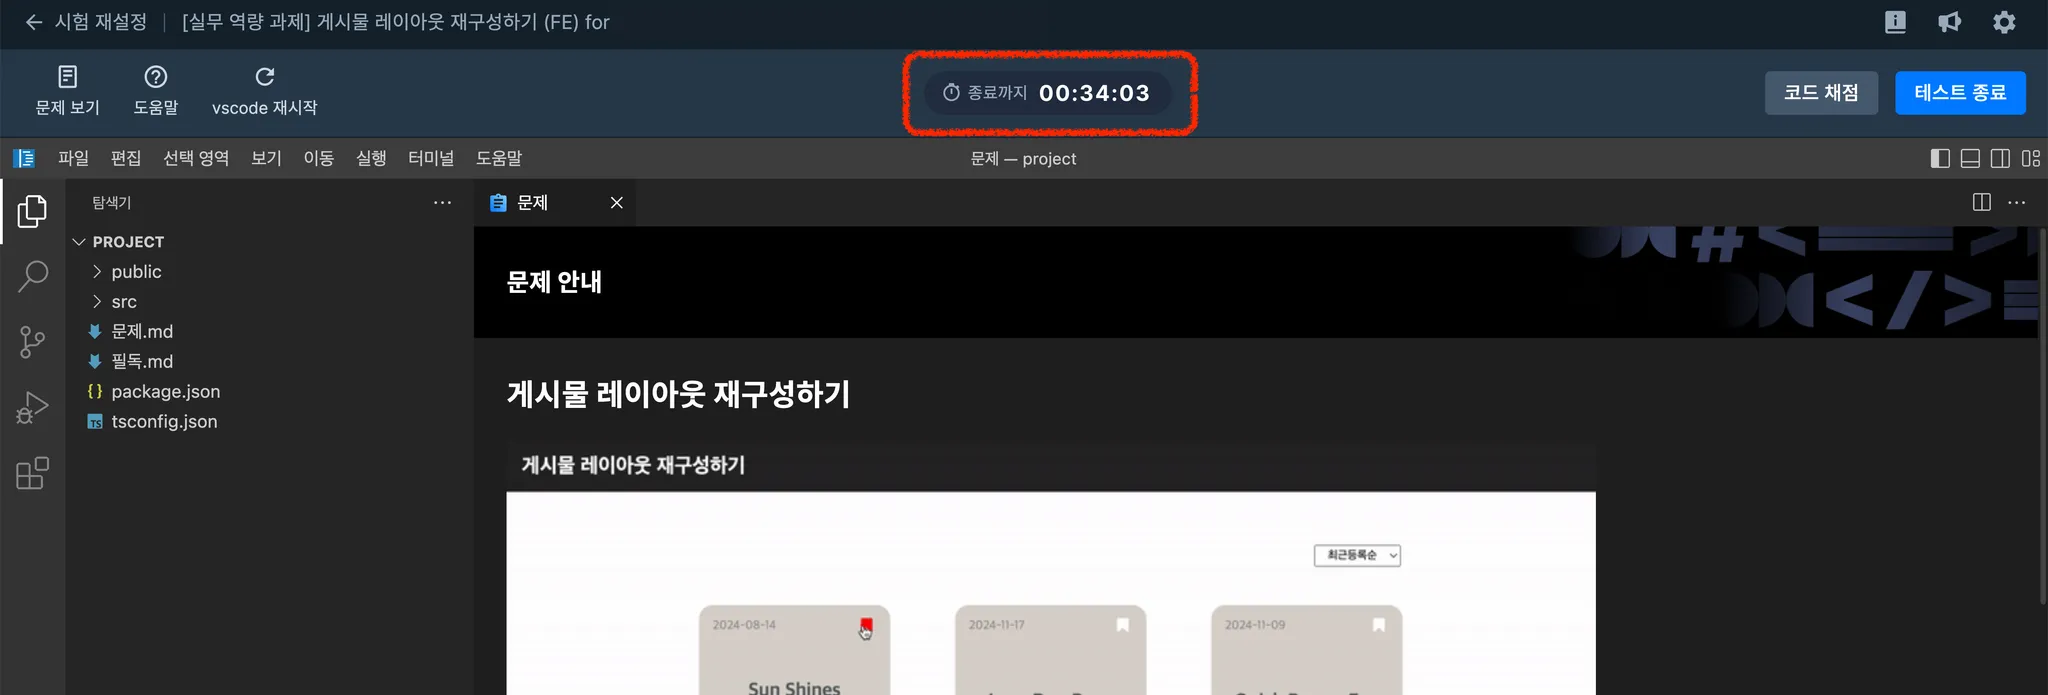 시험 재설정 | [실무 역량 과제] 게시물 레이아웃 재구성하기 (FE) for
문제 보기 도움말 vscode 재시작
종료까지 00:34:03
코드 채점 테스트 종료
파일 편집 선택 영역 보기 이동 실행 터미널 도움말
문제 — project
탐색기
문제
PROJECT
public
src
문제.md
필독.md
package.json
tsconfig.json
문제 안내
게시물 레이아웃 재구성하기
게시물 레이아웃 재구성하기
최근등록순
2024-08-14
2024-11-17
2024-11-09
Sun Shines